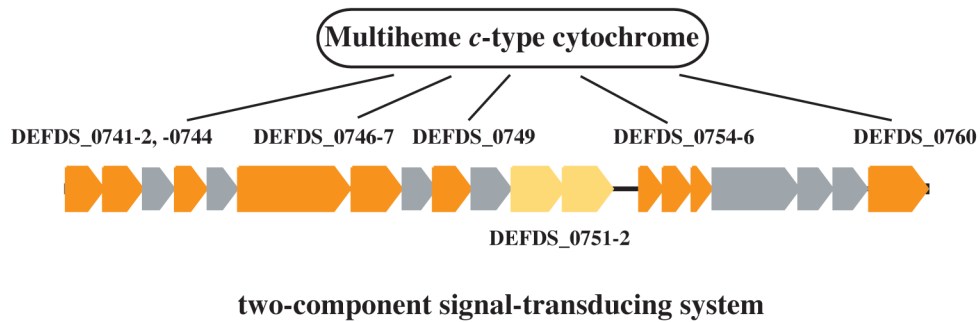 Multiheme c-type cytochrome
DEFDS_0741-2, -0744 DEFDS_0746-7 DEFDS_0749 DEFDS_0754-6 DEFDS_0760
DEFDS_0751-2
two-component signal-transducing system